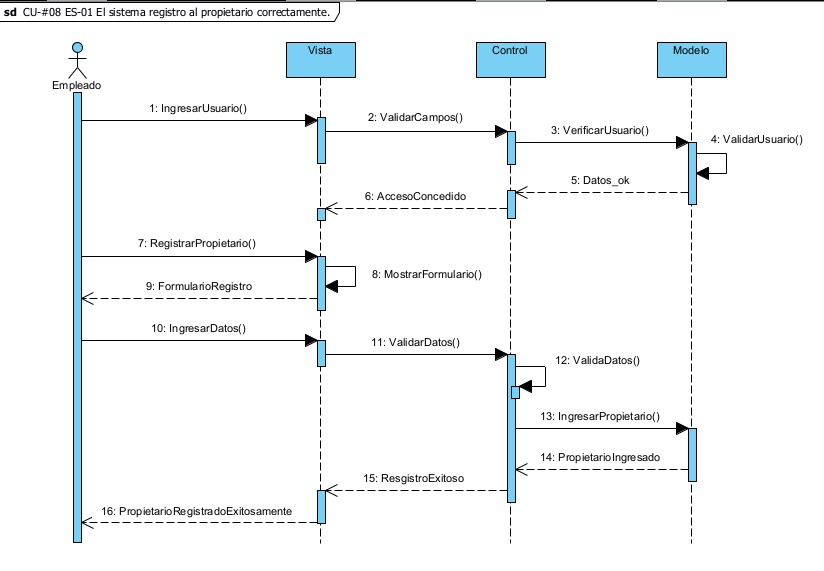 sd CU-#08 ES-01 El sistema registro al propietario correctamente.
Vista
Control
Modelo
Empleado
1: IngresarUsuario()
2: ValidarCampos()
3: VerificarUsuario()
4: ValidarUsuario()
5: Datos_ok
6: AccesoConcedido
7: RegistrarPropietario()
8: MostrarFormulario()
9: FormularioRegistro
10: IngresarDatos()
11: ValidarDatos()
12: ValidaDatos()
13: IngresarPropietario()
14: PropietarioIngresado
15: ResgistroExitoso
16: PropietarioRegistradoExitosamente